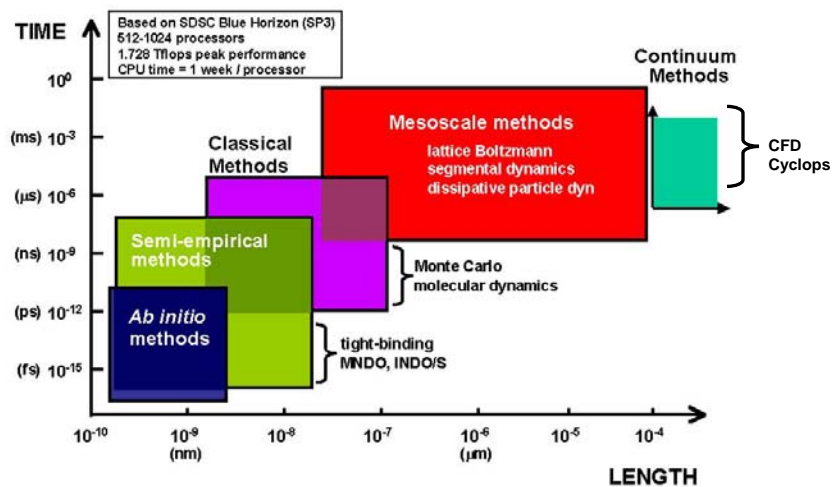 TIME
Based on SDSC Blue Horizon (SP3)
512-1024 processors
1.728 Tflops peak performance
CPU time = 1 week / processor
Continuum
Methods
CFD
Cyclops
Mesoscale methods
lattice Boltzmann
segmental dynamics
dissipative particle dyn
Classical
Methods
Semi-empirical
methods
Monte Carlo
molecular dynamics
Ab initio
methods
tight-binding
MNDO, INDO/S
10⁰
(ms) 10⁻³
(μs) 10⁻⁶
(ns) 10⁻⁹
(ps) 10⁻¹²
(fs) 10⁻¹⁵
10⁻¹⁰ 10⁻⁹ 10⁻⁸ 10⁻⁷ 10⁻⁶ 10⁻⁵ 10⁻⁴
(nm) (μm)
LENGTH